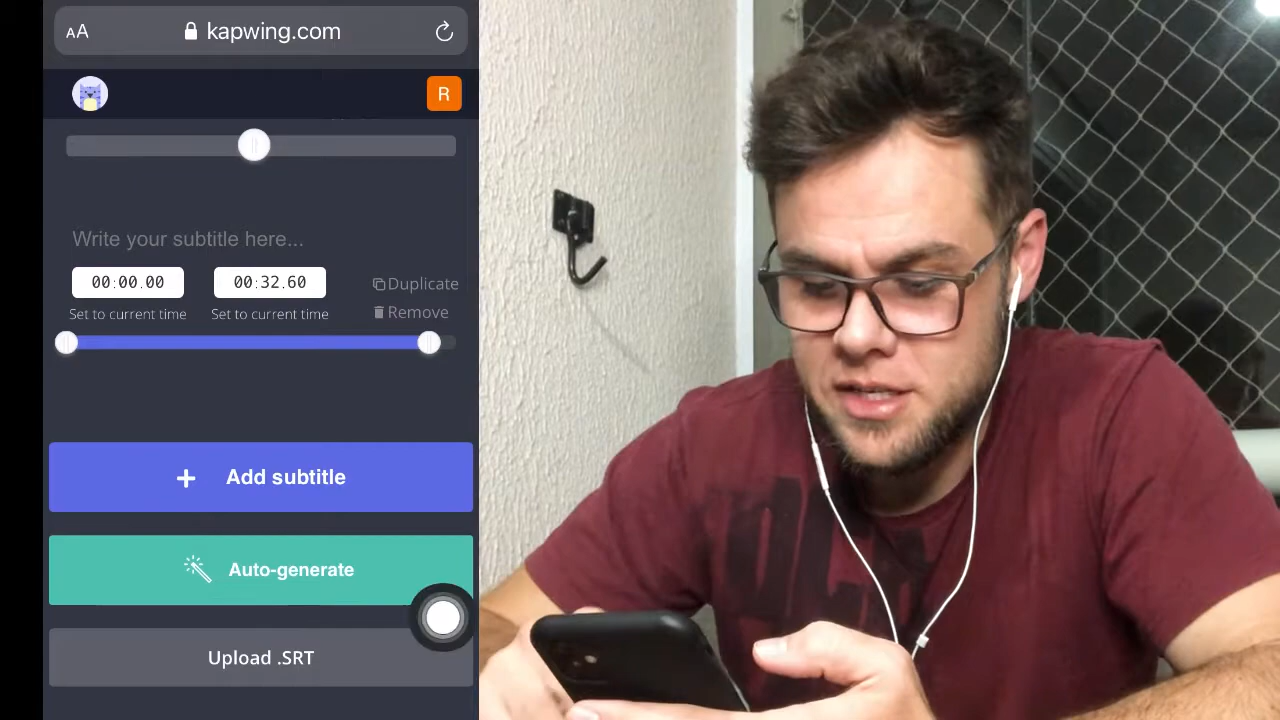 AA kapwing.com
R
Write your subtitle here...
00:00.00 00:32.60 Duplicate
Set to current time Set to current time Remove
+ Add subtitle
Auto-generate
Upload .SRT